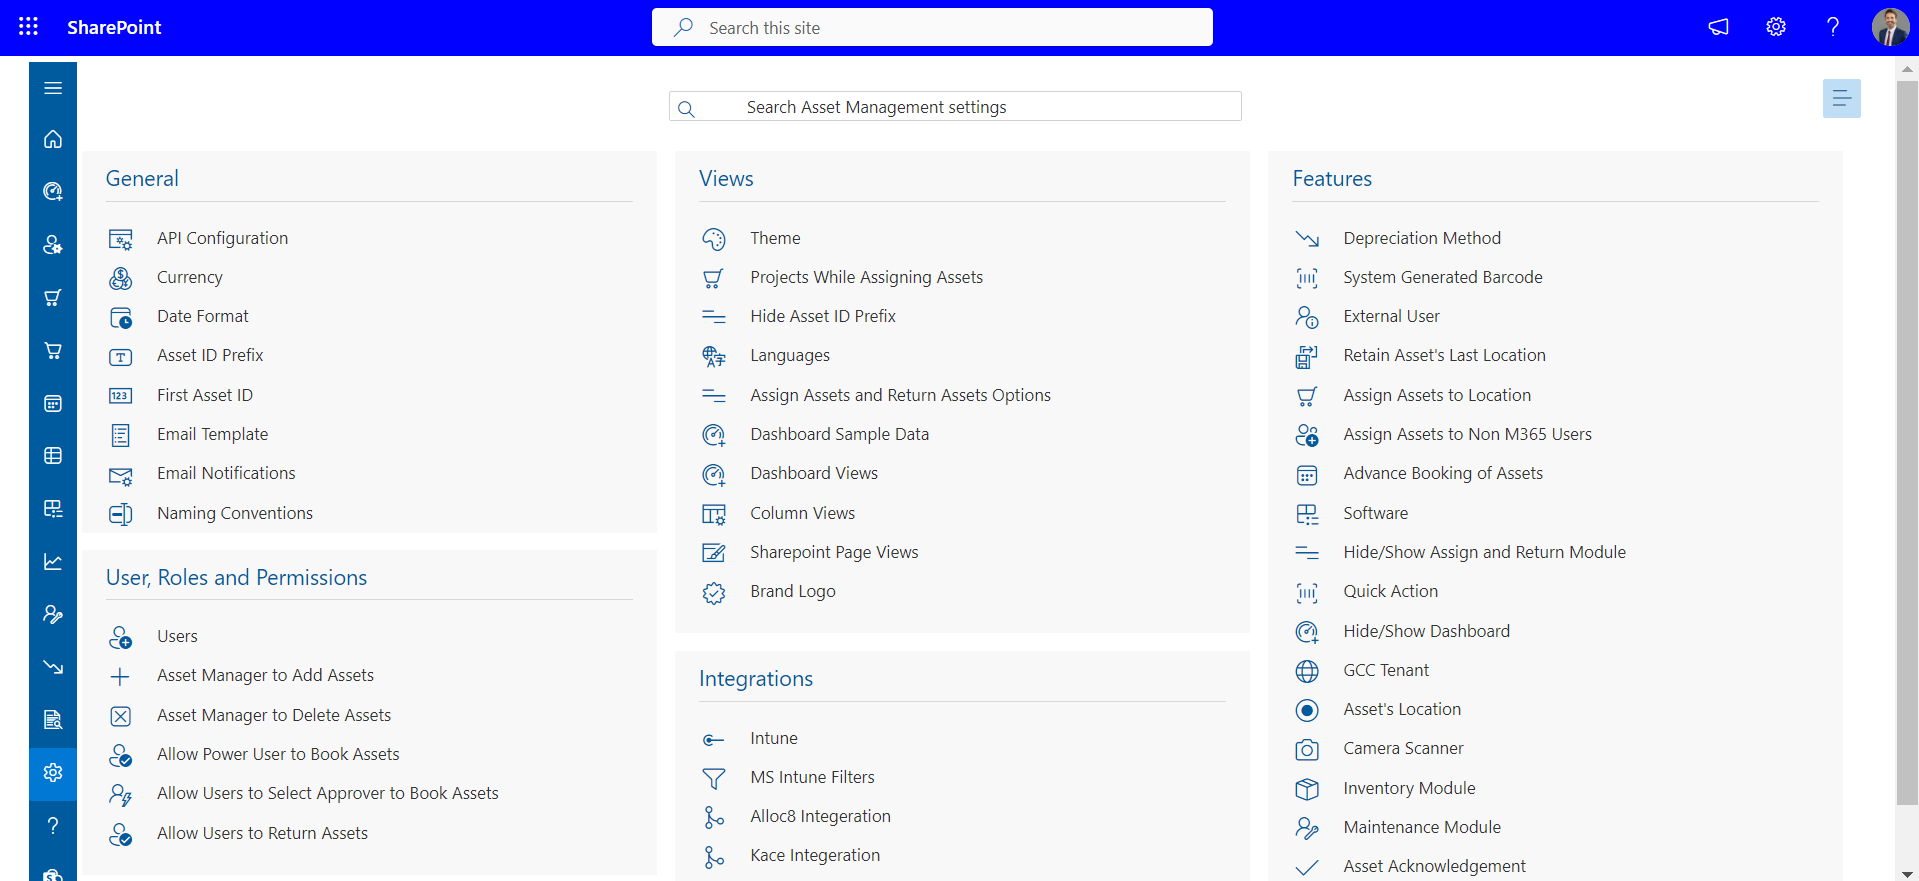 SharePoint
Search this site
Search Asset Management settings
General
API Configuration
Currency
Date Format
Asset ID Prefix
First Asset ID
Email Template
Email Notifications
Naming Conventions
User, Roles and Permissions
Users
Asset Manager to Add Assets
Asset Manager to Delete Assets
Allow Power User to Book Assets
Allow Users to Select Approver to Book Assets
Allow Users to Return Assets
Views
Theme
Projects While Assigning Assets
Hide Asset ID Prefix
Languages
Assign Assets and Return Assets Options
Dashboard Sample Data
Dashboard Views
Column Views
Sharepoint Page Views
Brand Logo
Integrations
Intune
MS Intune Filters
Alloc8 Integeration
Kace Integeration
Features
Depreciation Method
System Generated Barcode
External User
Retain Asset's Last Location
Assign Assets to Location
Assign Assets to Non M365 Users
Advance Booking of Assets
Software
Hide/Show Assign and Return Module
Quick Action
Hide/Show Dashboard
GCC Tenant
Asset's Location
Camera Scanner
Inventory Module
Maintenance Module
Asset Acknowledgement